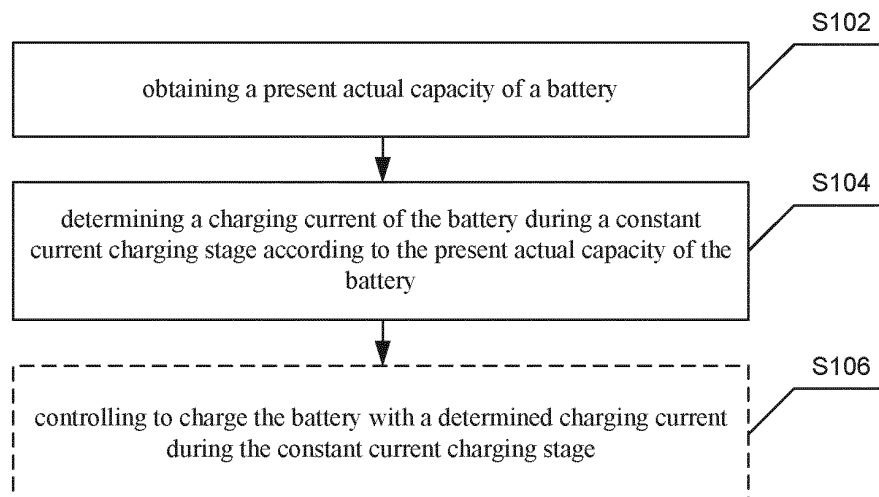 S102
obtaining a present actual capacity of a battery
S104
determining a charging current of the battery during a constant
current charging stage according to the present actual capacity of the
battery
S106
controlling to charge the battery with a determined charging current
during the constant current charging stage